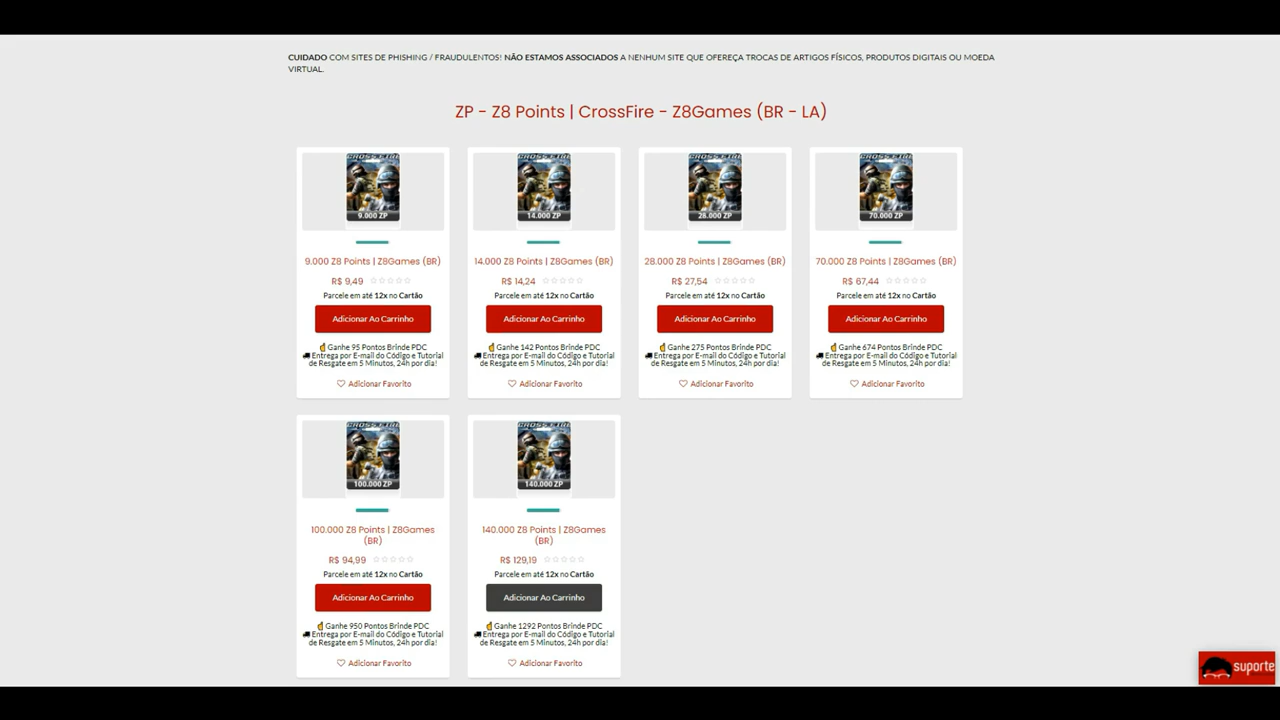 CUIDADO COM SITES DE PHISHING / FRAUDULENTOS! NÃO ESTAMOS ASSOCIADOS A NENHUM SITE QUE OFEREÇA TROCAS DE ARTIGOS FÍSICOS, PRODUTOS DIGITAIS OU MOEDA
VIRTUAL.
ZP - Z8 Points | CrossFire - Z8Games (BR - LA)
CROSS FIRE
9.000 ZP
9.000 Z8 Points | Z8Games (BR)
R$ 9,49
Parcele em até 12x no Cartão
Adicionar Ao Carrinho
Ganhe 95 Pontos Brinde PDC
Entrega por E-mail do Código e Tutorial
de Resgate em 5 Minutos, 24h por dia!
Adicionar Favorito
CROSS FIRE
14.000 ZP
14.000 Z8 Points | Z8Games (BR)
R$ 14,24
Parcele em até 12x no Cartão
Adicionar Ao Carrinho
Ganhe 142 Pontos Brinde PDC
Entrega por E-mail do Código e Tutorial
de Resgate em 5 Minutos, 24h por dia!
Adicionar Favorito
CROSS FIRE
28.000 ZP
28.000 Z8 Points | Z8Games (BR)
R$ 27,54
Parcele em até 12x no Cartão
Adicionar Ao Carrinho
Ganhe 275 Pontos Brinde PDC
Entrega por E-mail do Código e Tutorial
de Resgate em 5 Minutos, 24h por dia!
Adicionar Favorito
CROSS FIRE
70.000 ZP
70.000 Z8 Points | Z8Games (BR)
R$ 67,44
Parcele em até 12x no Cartão
Adicionar Ao Carrinho
Ganhe 674 Pontos Brinde PDC
Entrega por E-mail do Código e Tutorial
de Resgate em 5 Minutos, 24h por dia!
Adicionar Favorito
CROSS FIRE
100.000 ZP
100.000 Z8 Points | Z8Games
(BR)
R$ 94,99
Parcele em até 12x no Cartão
Adicionar Ao Carrinho
Ganhe 950 Pontos Brinde PDC
Entrega por E-mail do Código e Tutorial
de Resgate em 5 Minutos, 24h por dia!
Adicionar Favorito
CROSS FIRE
140.000 ZP
140.000 Z8 Points | Z8Games
(BR)
R$ 129,19
Parcele em até 12x no Cartão
Adicionar Ao Carrinho
Ganhe 1292 Pontos Brinde PDC
Entrega por E-mail do Código e Tutorial
de Resgate em 5 Minutos, 24h por dia!
Adicionar Favorito
suporte